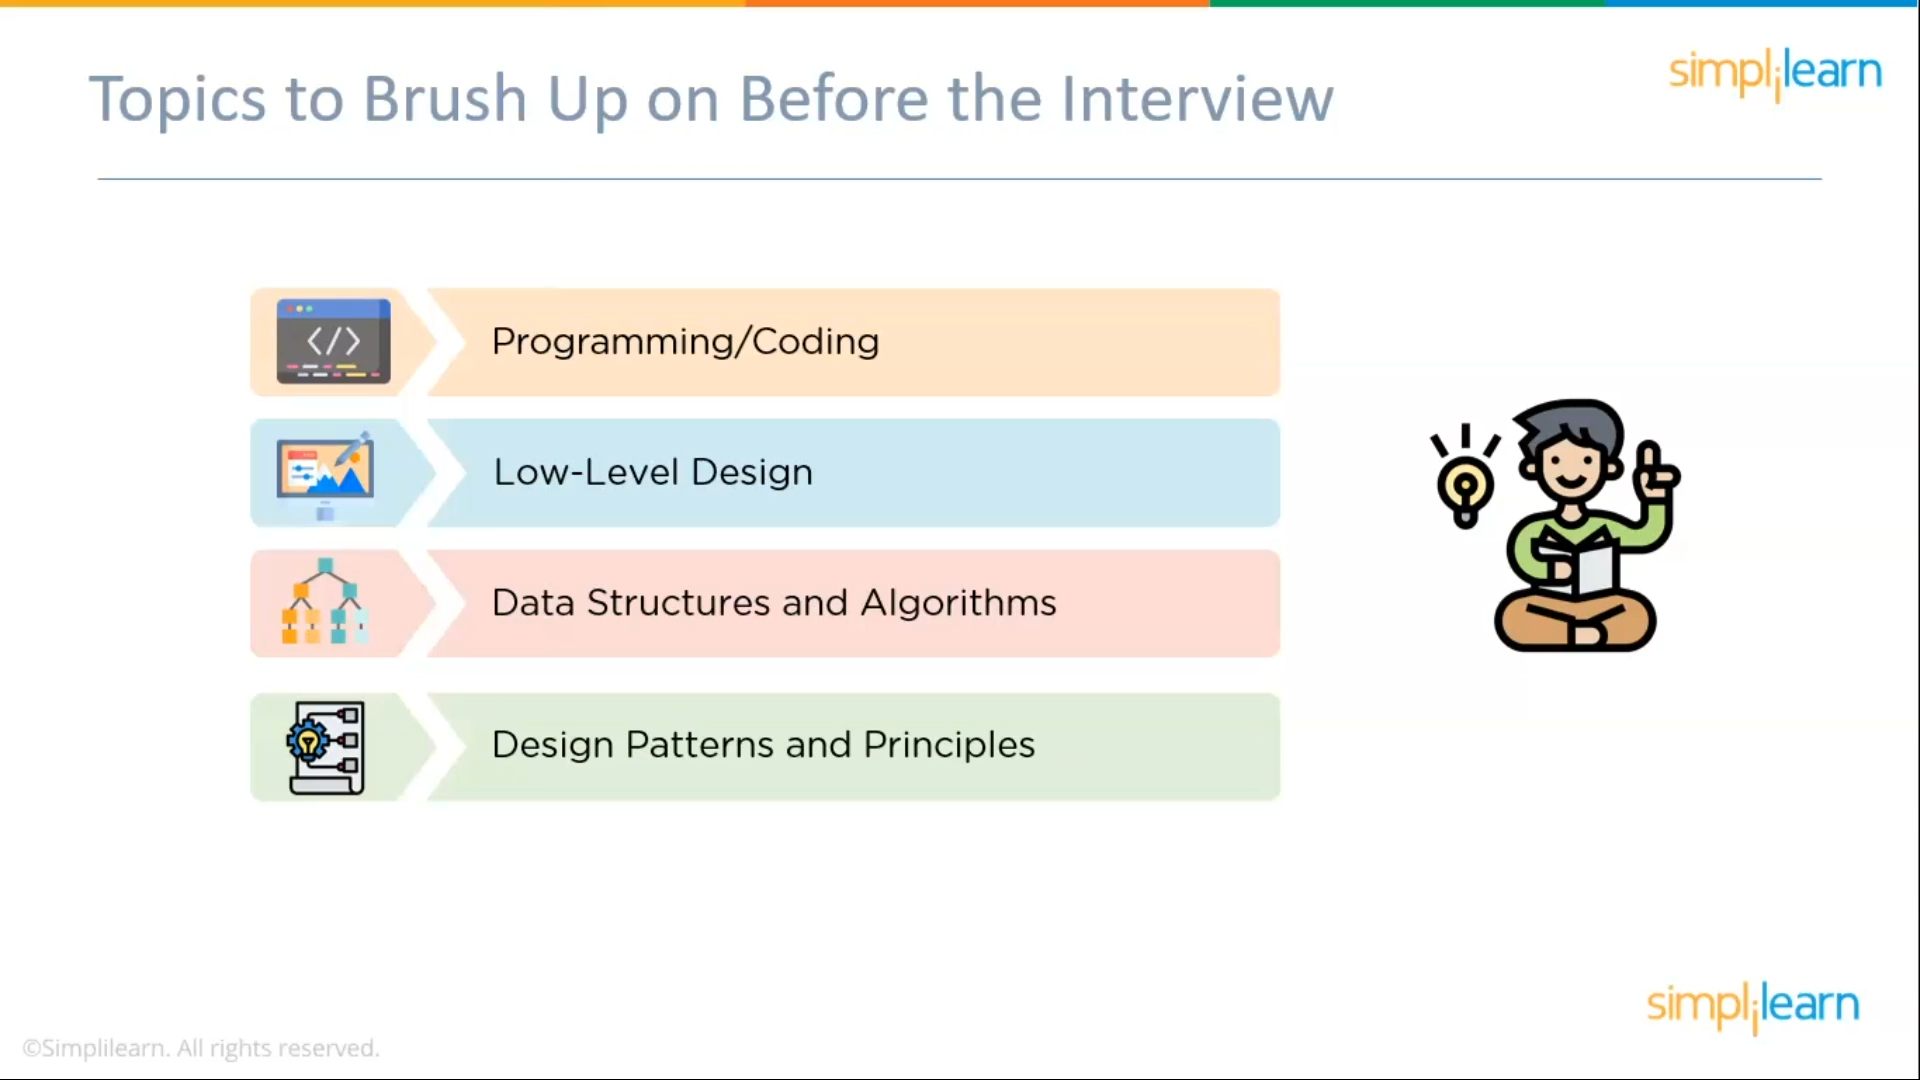 Topics to Brush Up on Before the Interview
simplilearn
</>
Programming/Coding
Low-Level Design
Data Structures and Algorithms
Design Patterns and Principles
simplilearn
©Simplilearn. All rights reserved.